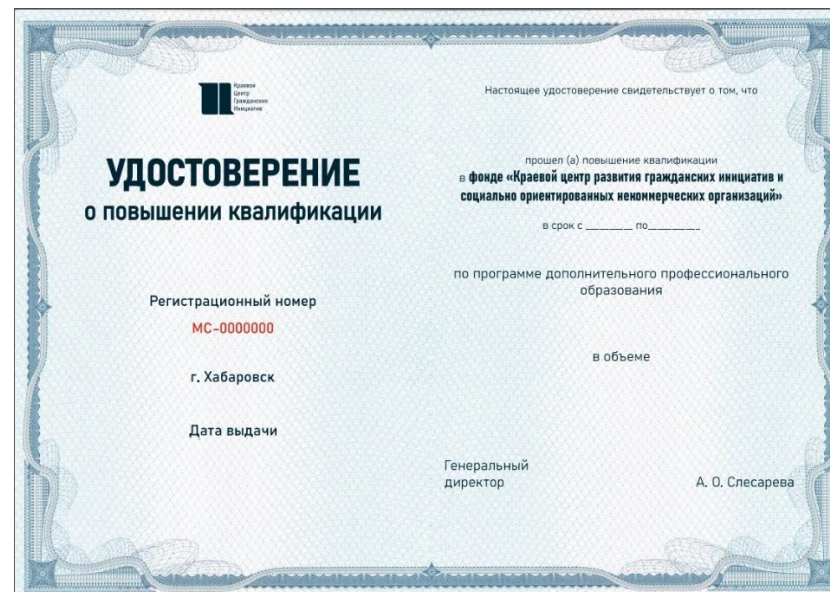 Краевой
Центр
Гражданских
Инициатив
УДОСТОВЕРЕНИЕ
о повышении квалификации
Регистрационный номер
МС-0000000
г. Хабаровск
Дата выдачи
Настоящее удостоверение свидетельствует о том, что
прошел (а) повышение квалификации
в фонде «Краевой центр развития гражданских инициатив и
социально ориентированных некоммерческих организаций»
в срок с ________ по_________
по программе дополнительного профессионального
образования
в объеме
Генеральный
директор
А. О. Слесарева